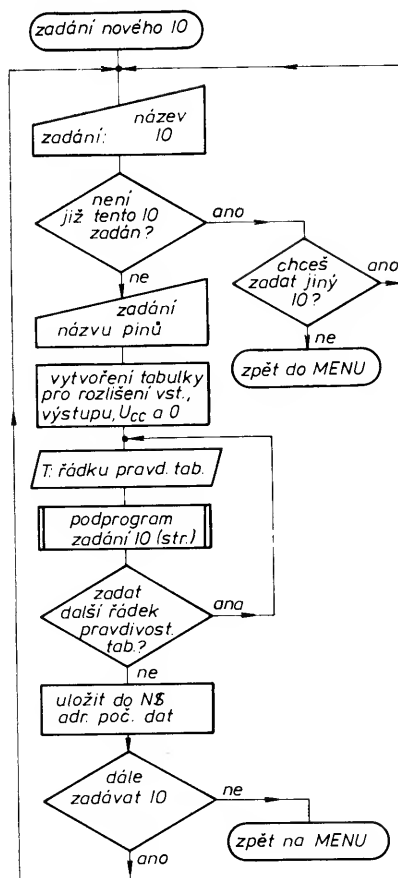 zadání nového IO
název
zadání: IO
není
již tento IO
zadán?
ano
ne
chceš
zadat jiný
IO?
ano
ne
zpět do MENU
zadání
názvu pinů
vytvoření tabulky
pro rozlišení vst.,
výstupu, Ucc a 0
T: řádku pravd. tab.
podprogram
zadání IO (str.)
zadat
další řádek
pravdivost.
tab.?
ana
ne
uložit do N$
adr. poč. dat
dále
zadávat IO
ne
zpět na MENU
ano